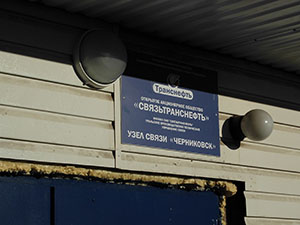 Транснефть
ОТКРЫТОЕ АКЦИОНЕРНОЕ ОБЩЕСТВО
«СВЯЗЬТРАНСНЕФТЬ»
УЗЕЛ СВЯЗИ "ЧЕРНИКОВСК"